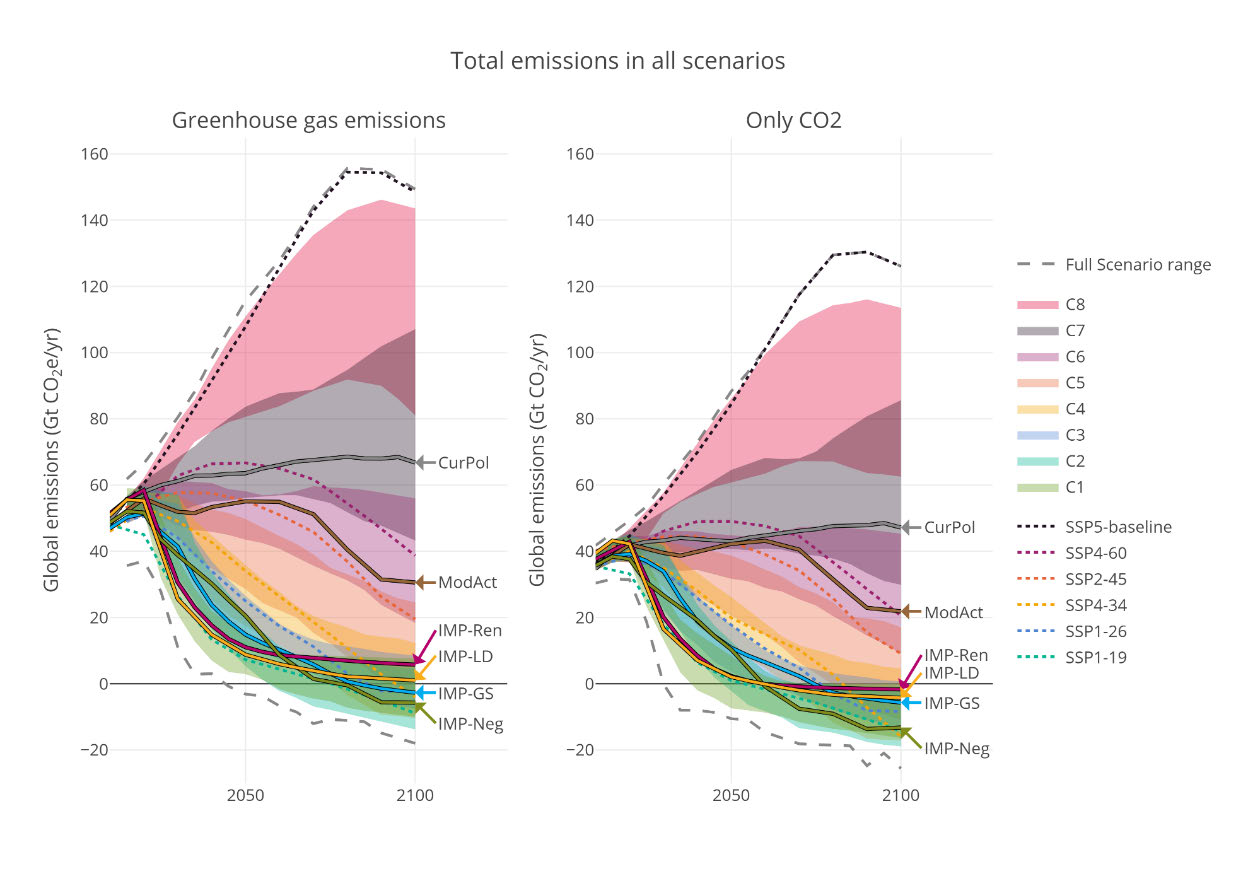 Total emissions in all scenarios
Greenhouse gas emissions
Global emissions (Gt CO₂e/yr)
160
140
120
100
80
60
40
20
0
−20
2050
2100
CurPol
ModAct
IMP-Ren
IMP-LD
IMP-GS
IMP-Neg
Only CO2
Global emissions (Gt CO₂/yr)
160
140
120
100
80
60
40
20
0
−20
2050
2100
CurPol
ModAct
IMP-Ren
IMP-LD
IMP-GS
IMP-Neg
Full Scenario range
C8
C7
C6
C5
C4
C3
C2
C1
SSP5-baseline
SSP4-60
SSP2-45
SSP4-34
SSP1-26
SSP1-19